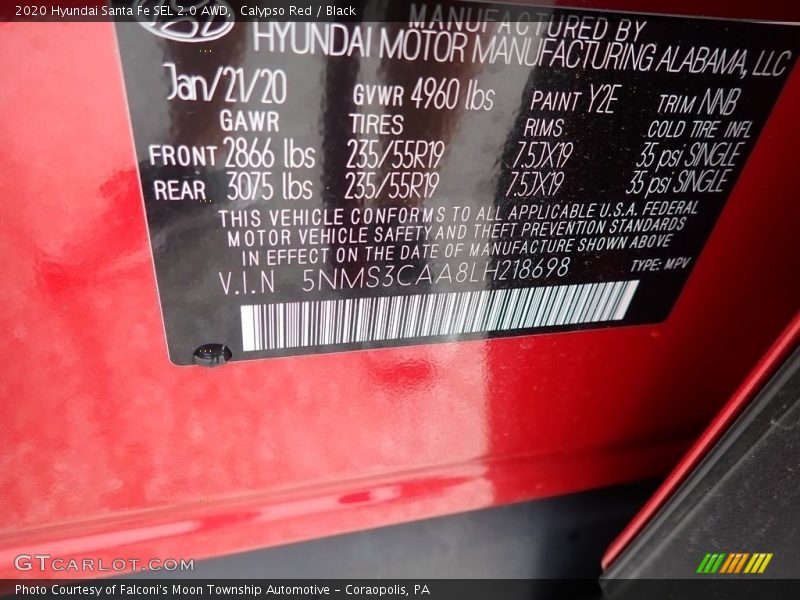 2020 Hyundai Santa Fe SEL 2.0 AWD, Calypso Red / Black
MANUFACTURED BY
HYUNDAI MOTOR MANUFACTURING ALABAMA, LLC
Jan/21/20 GVWR 4960 lbs PAINT Y2E TRIM NNB
GAWR TIRES RIMS COLD TIRE INFL
FRONT 2866 lbs 235/55R19 7.5JX19 35 psi SINGLE
REAR 3075 lbs 235/55R19 7.5JX19 35 psi SINGLE
THIS VEHICLE CONFORMS TO ALL APPLICABLE U.S.A. FEDERAL
MOTOR VEHICLE SAFETY AND THEFT PREVENTION STANDARDS
IN EFFECT ON THE DATE OF MANUFACTURE SHOWN ABOVE
V.I.N 5NMS3CAA8LH218698 TYPE: MPV
GTCARLOT.COM
Photo Courtesy of Falconi's Moon Township Automotive – Coraopolis, PA